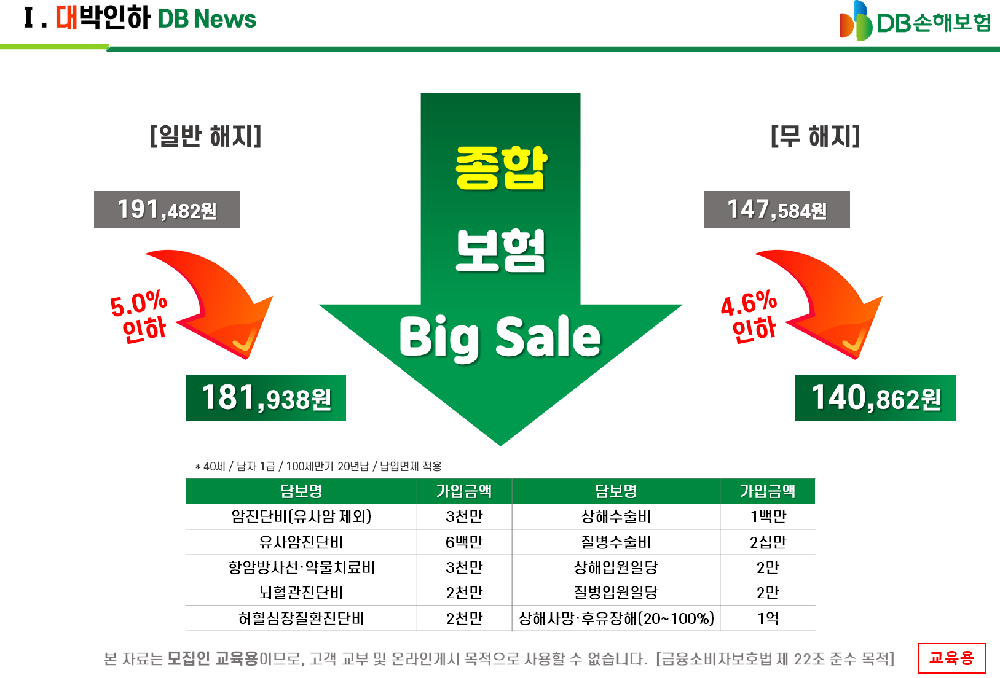 Ⅰ. 대박인하 DB News
DB손해보험
[일반 해지]
[무 해지]
종합
보험
Big Sale
191,482원
147,584원
5.0%
인하
4.6%
인하
181,938원
140,862원
* 40세 / 남자 1급 / 100세만기 20년납 / 납입면제 적용
담보명 가입금액 담보명 가입금액
암진단비(유사암 제외) 3천만 상해수술비 1백만
유사암진단비 6백만 질병수술비 2십만
항암방사선·약물치료비 3천만 상해입원일당 2만
뇌혈관진단비 2천만 질병입원일당 2만
허혈심장질환진단비 2천만 상해사망·후유장해(20~100%) 1억
본 자료는 모집인 교육용이므로, 고객 교부 및 온라인게시 목적으로 사용할 수 없습니다. [금융소비자보호법 제 22조 준수 목적]
교육용